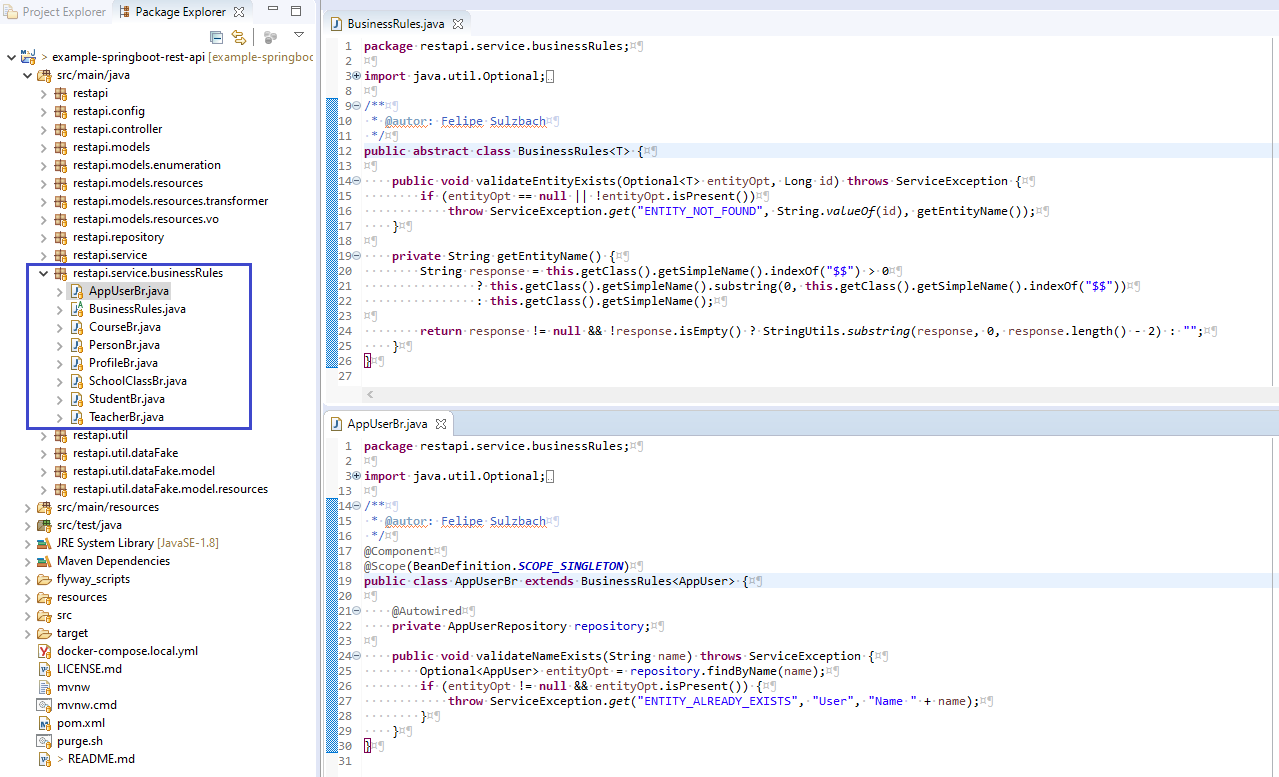 Project Explorer
Package Explorer
> example-springboot-rest-api [example-springboo
src/main/java
restapi
restapi.config
restapi.controller
restapi.models
restapi.models.enumeration
restapi.models.resources
restapi.models.resources.transformer
restapi.models.resources.vo
restapi.repository
restapi.service
restapi.service.businessRules
AppUserBr.java
BusinessRules.java
CourseBr.java
PersonBr.java
ProfileBr.java
SchoolClassBr.java
StudentBr.java
TeacherBr.java
restapi.util
restapi.util.dataFake
restapi.util.dataFake.model
restapi.util.dataFake.model.resources
src/main/resources
src/test/java
JRE System Library [JavaSE-1.8]
Maven Dependencies
flyway_scripts
resources
src
target
docker-compose.local.yml
LICENSE.md
mvnw
mvnw.cmd
pom.xml
purge.sh
> README.md
BusinessRules.java
1 package restapi.service.businessRules;
2
3 import java.util.Optional;
8
9 /**
10 * @autor: Felipe Sulzbach
11 */
12 public abstract class BusinessRules<T> {
13
14 public void validateEntityExists(Optional<T> entityOpt, Long id) throws ServiceException {
15 if (entityOpt == null || !entityOpt.isPresent())
16 throw ServiceException.get("ENTITY_NOT_FOUND", String.valueOf(id), getEntityName());
17 }
18
19 private String getEntityName() {
20 String response = this.getClass().getSimpleName().indexOf("$$") > 0
21 ? this.getClass().getSimpleName().substring(0, this.getClass().getSimpleName().indexOf("$$"))
22 : this.getClass().getSimpleName();
23
24 return response != null && !response.isEmpty() ? StringUtils.substring(response, 0, response.length() - 2) : "";
25 }
26 }
27
AppUserBr.java
1 package restapi.service.businessRules;
2
3 import java.util.Optional;
13
14 /**
15 * @autor: Felipe Sulzbach
16 */
17 @Component
18 @Scope(BeanDefinition.SCOPE_SINGLETON)
19 public class AppUserBr extends BusinessRules<AppUser> {
20
21 @Autowired
22 private AppUserRepository repository;
23
24 public void validateNameExists(String name) throws ServiceException {
25 Optional<AppUser> entityOpt = repository.findByName(name);
26 if (entityOpt != null && entityOpt.isPresent()) {
27 throw ServiceException.get("ENTITY_ALREADY_EXISTS", "User", "Name " + name);
28 }
29 }
30 }
31